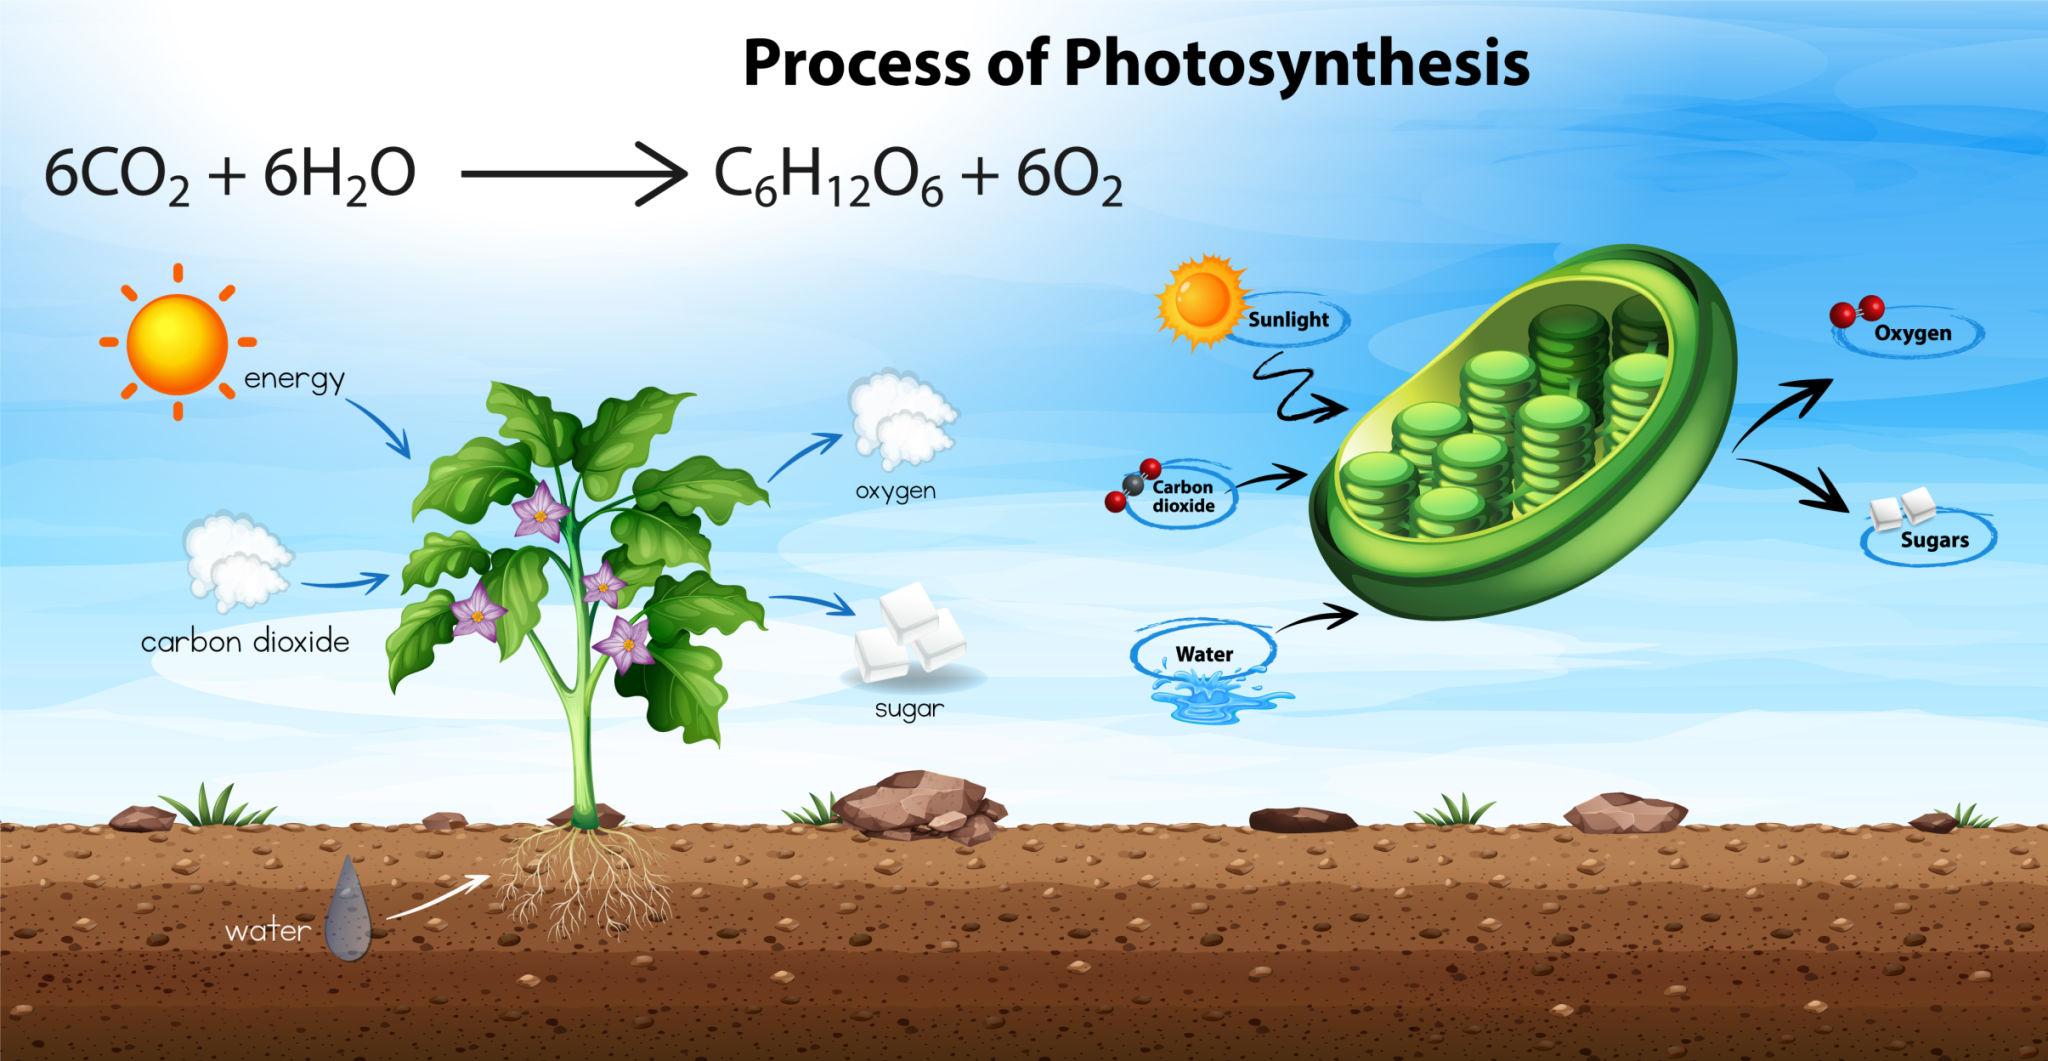 Process of Photosynthesis
6CO₂ + 6H₂O ⟶ C₆H₁₂O₆ + 6O₂
energy
carbon dioxide
oxygen
sugar
water
Sunlight
Carbon
dioxide
Water
Oxygen
Sugars